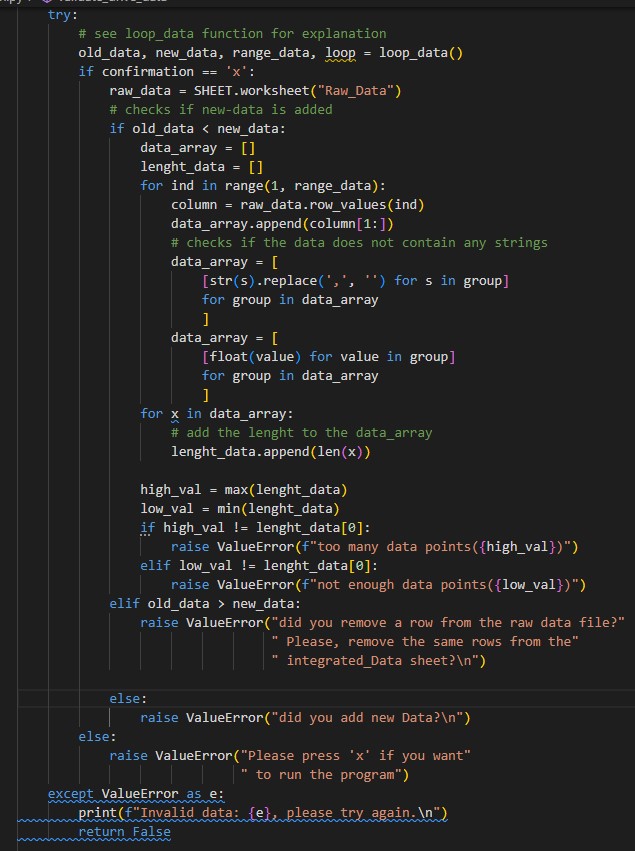 try:
# see loop_data function for explanation
old_data, new_data, range_data, loop = loop_data()
if confirmation == 'x':
raw_data = SHEET.worksheet("Raw_Data")
# checks if new-data is added
if old_data < new_data:
data_array = []
lenght_data = []
for ind in range(1, range_data):
column = raw_data.row_values(ind)
data_array.append(column[1:])
# checks if the data does not contain any strings
data_array = [
[str(s).replace(',', '') for s in group]
for group in data_array
]
data_array = [
[float(value) for value in group]
for group in data_array
]
for x in data_array:
# add the lenght to the data_array
lenght_data.append(len(x))
high_val = max(lenght_data)
low_val = min(lenght_data)
if high_val != lenght_data[0]:
raise ValueError(f"too many data points({high_val})")
elif low_val != lenght_data[0]:
raise ValueError(f"not enough data points({low_val})")
elif old_data > new_data:
raise ValueError("did you remove a row from the raw data file?"
" Please, remove the same rows from the"
" integrated_Data sheet?\n")
else:
raise ValueError("did you add new Data?\n")
else:
raise ValueError("Please press 'x' if you want"
" to run the program")
except ValueError as e:
print(f"Invalid data: {e}, please try again.\n")
return False